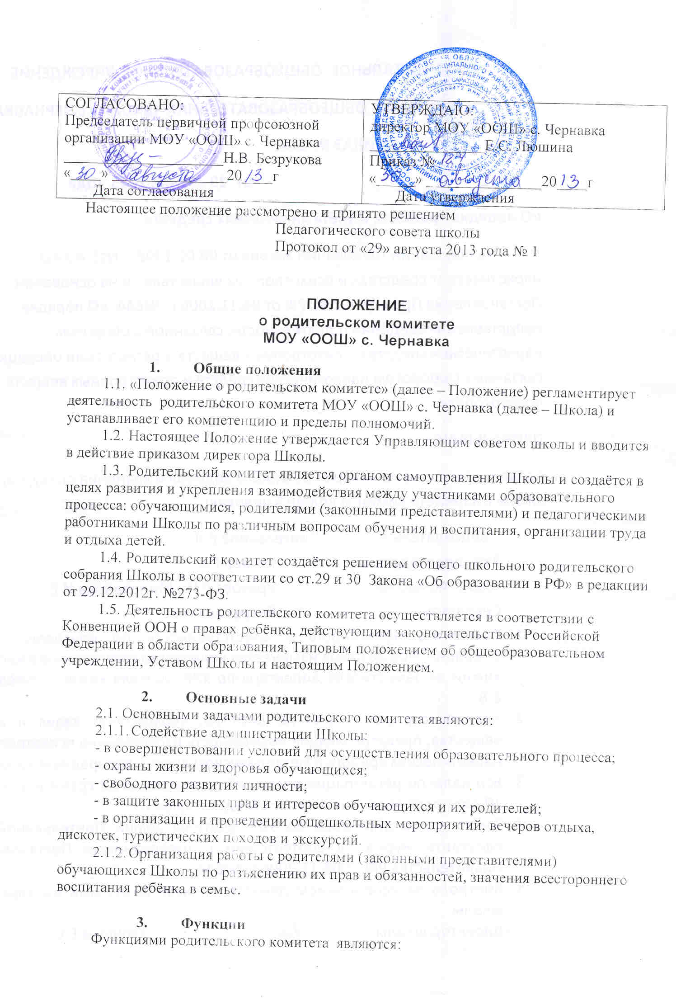 СОГЛАСОВАНО:
Председатель первичной профсоюзной
организации МОУ «ООШ» с. Чернавка
Н.В. Безрукова
«30» августа 2013 г
Дата согласования
УТВЕРЖДАЮ:
директор МОУ «ООШ» с. Чернавка
Е.С. Люшина
Приказ № 124
«30» августа 2013 г
Дата утверждения
Настоящее положение рассмотрено и принято решением
Педагогического совета школы
Протокол от «29» августа 2013 года № 1
ПОЛОЖЕНИЕ
о родительском комитете
МОУ «ООШ» с. Чернавка
1. Общие положения
1.1. «Положение о родительском комитете» (далее – Положение) регламентирует
деятельность родительского комитета МОУ «ООШ» с. Чернавка (далее – Школа) и
устанавливает его компетенцию и пределы полномочий.
1.2. Настоящее Положение утверждается Управляющим советом школы и вводится
в действие приказом директора Школы.
1.3. Родительский комитет является органом самоуправления Школы и создаётся в
целях развития и укрепления взаимодействия между участниками образовательного
процесса: обучающимися, родителями (законными представителями) и педагогическими
работниками Школы по различным вопросам обучения и воспитания, организации труда
и отдыха детей.
1.4. Родительский комитет создаётся решением общего школьного родительского
собрания Школы в соответствии со ст.29 и 30 Закона «Об образовании в РФ» в редакции
от 29.12.2012г. №273-ФЗ.
1.5. Деятельность родительского комитета осуществляется в соответствии с
Конвенцией ООН о правах ребёнка, действующим законодательством Российской
Федерации в области образования, Типовым положением об общеобразовательном
учреждении, Уставом Школы и настоящим Положением.
2. Основные задачи
2.1. Основными задачами родительского комитета являются:
2.1.1. Содействие администрации Школы:
- в совершенствовании условий для осуществления образовательного процесса;
- охраны жизни и здоровья обучающихся;
- свободного развития личности;
- в защите законных прав и интересов обучающихся и их родителей;
- в организации и проведении общешкольных мероприятий, вечеров отдыха,
дискотек, туристических походов и экскурсий.
2.1.2. Организация работы с родителями (законными представителями)
обучающихся Школы по разъяснению их прав и обязанностей, значения всестороннего
воспитания ребёнка в семье.
3. Функции
Функциями родительского комитета являются: